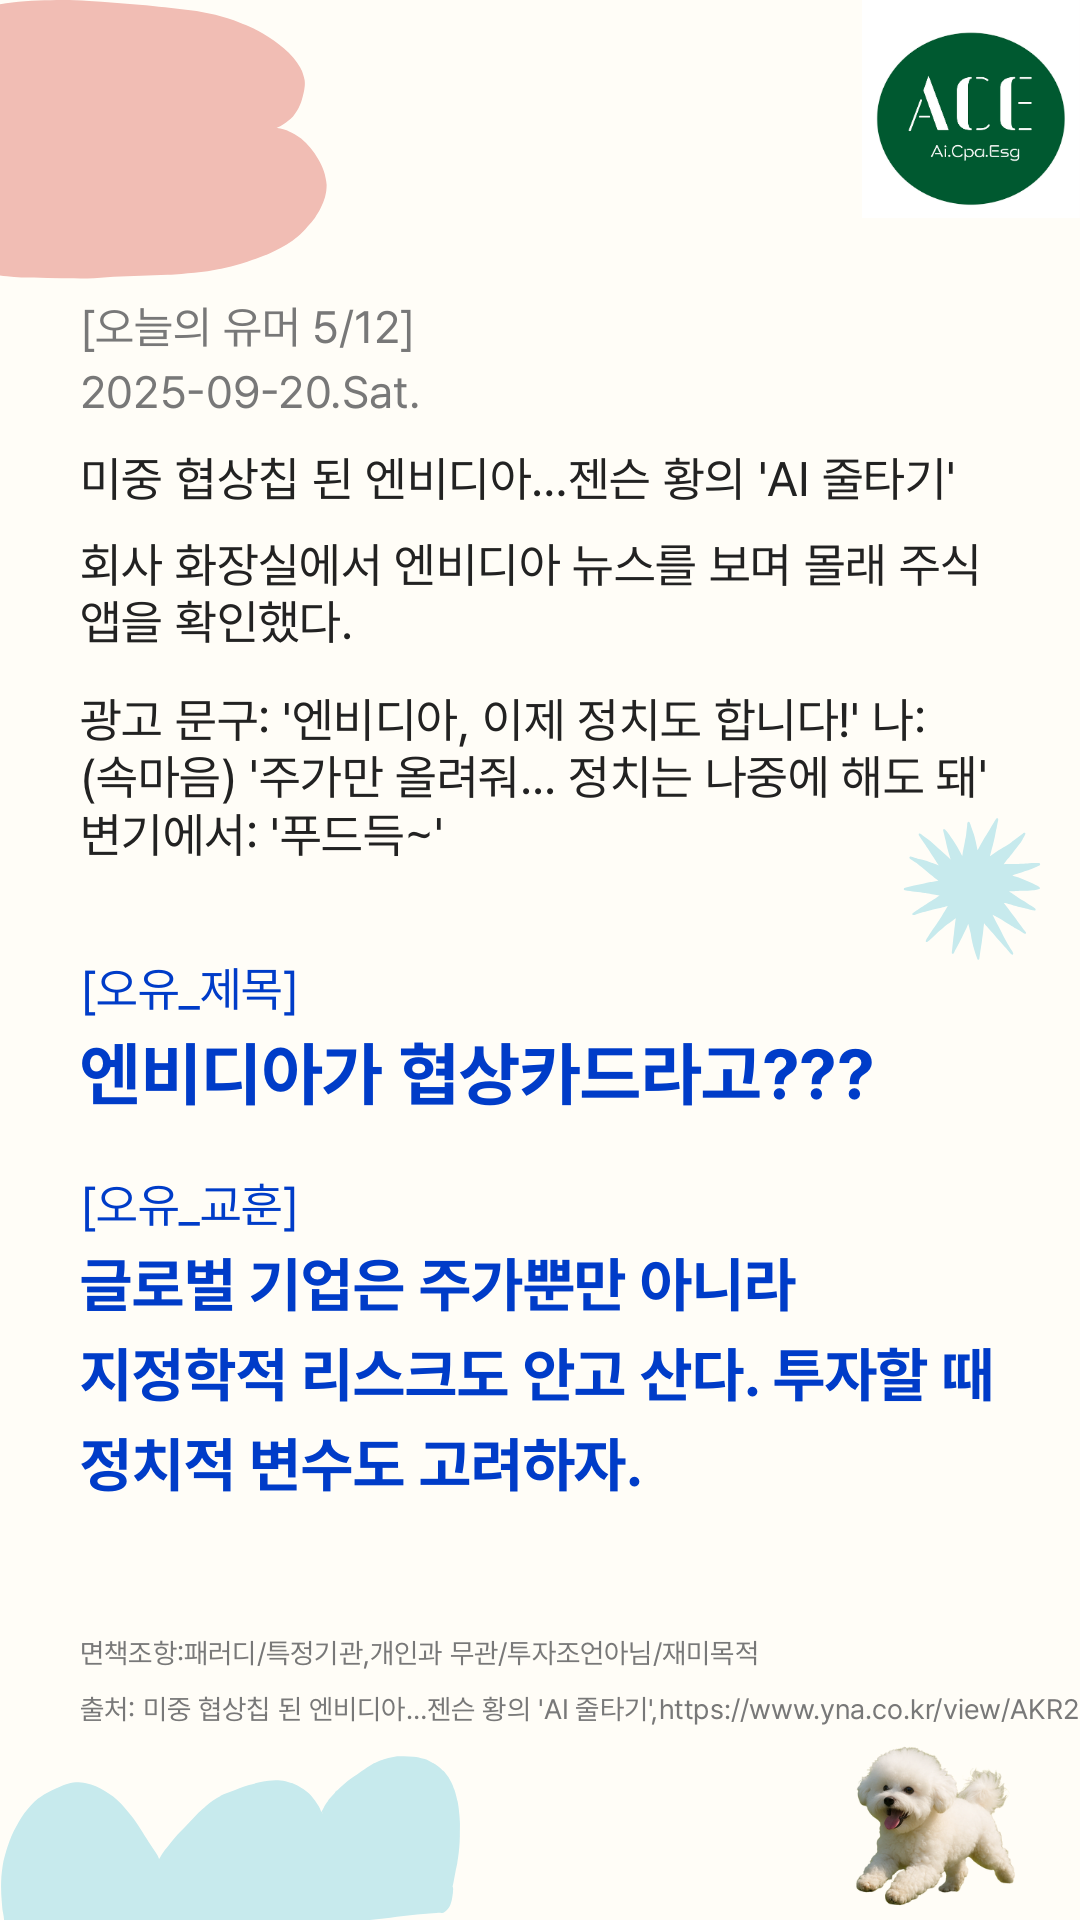 ACE
Ai.Cpa.Esg
[오늘의 유머 5/12]
2025-09-20.Sat.
미중 협상칩 된 엔비디아...젠슨 황의 'AI 줄타기'
회사 화장실에서 엔비디아 뉴스를 보며 몰래 주식
앱을 확인했다.
광고 문구: '엔비디아, 이제 정치도 합니다!' 나:
(속마음) '주가만 올려줘... 정치는 나중에 해도 돼'
변기에서: '푸드득~'
[오유_제목]
엔비디아가 협상카드라고???
[오유_교훈]
글로벌 기업은 주가뿐만 아니라
지정학적 리스크도 안고 산다. 투자할 때
정치적 변수도 고려하자.
면책조항:패러디/특정기관,개인과 무관/투자조언아님/재미목적
출처: 미중 협상칩 된 엔비디아...젠슨 황의 'AI 줄타기',https://www.yna.co.kr/view/AKR2